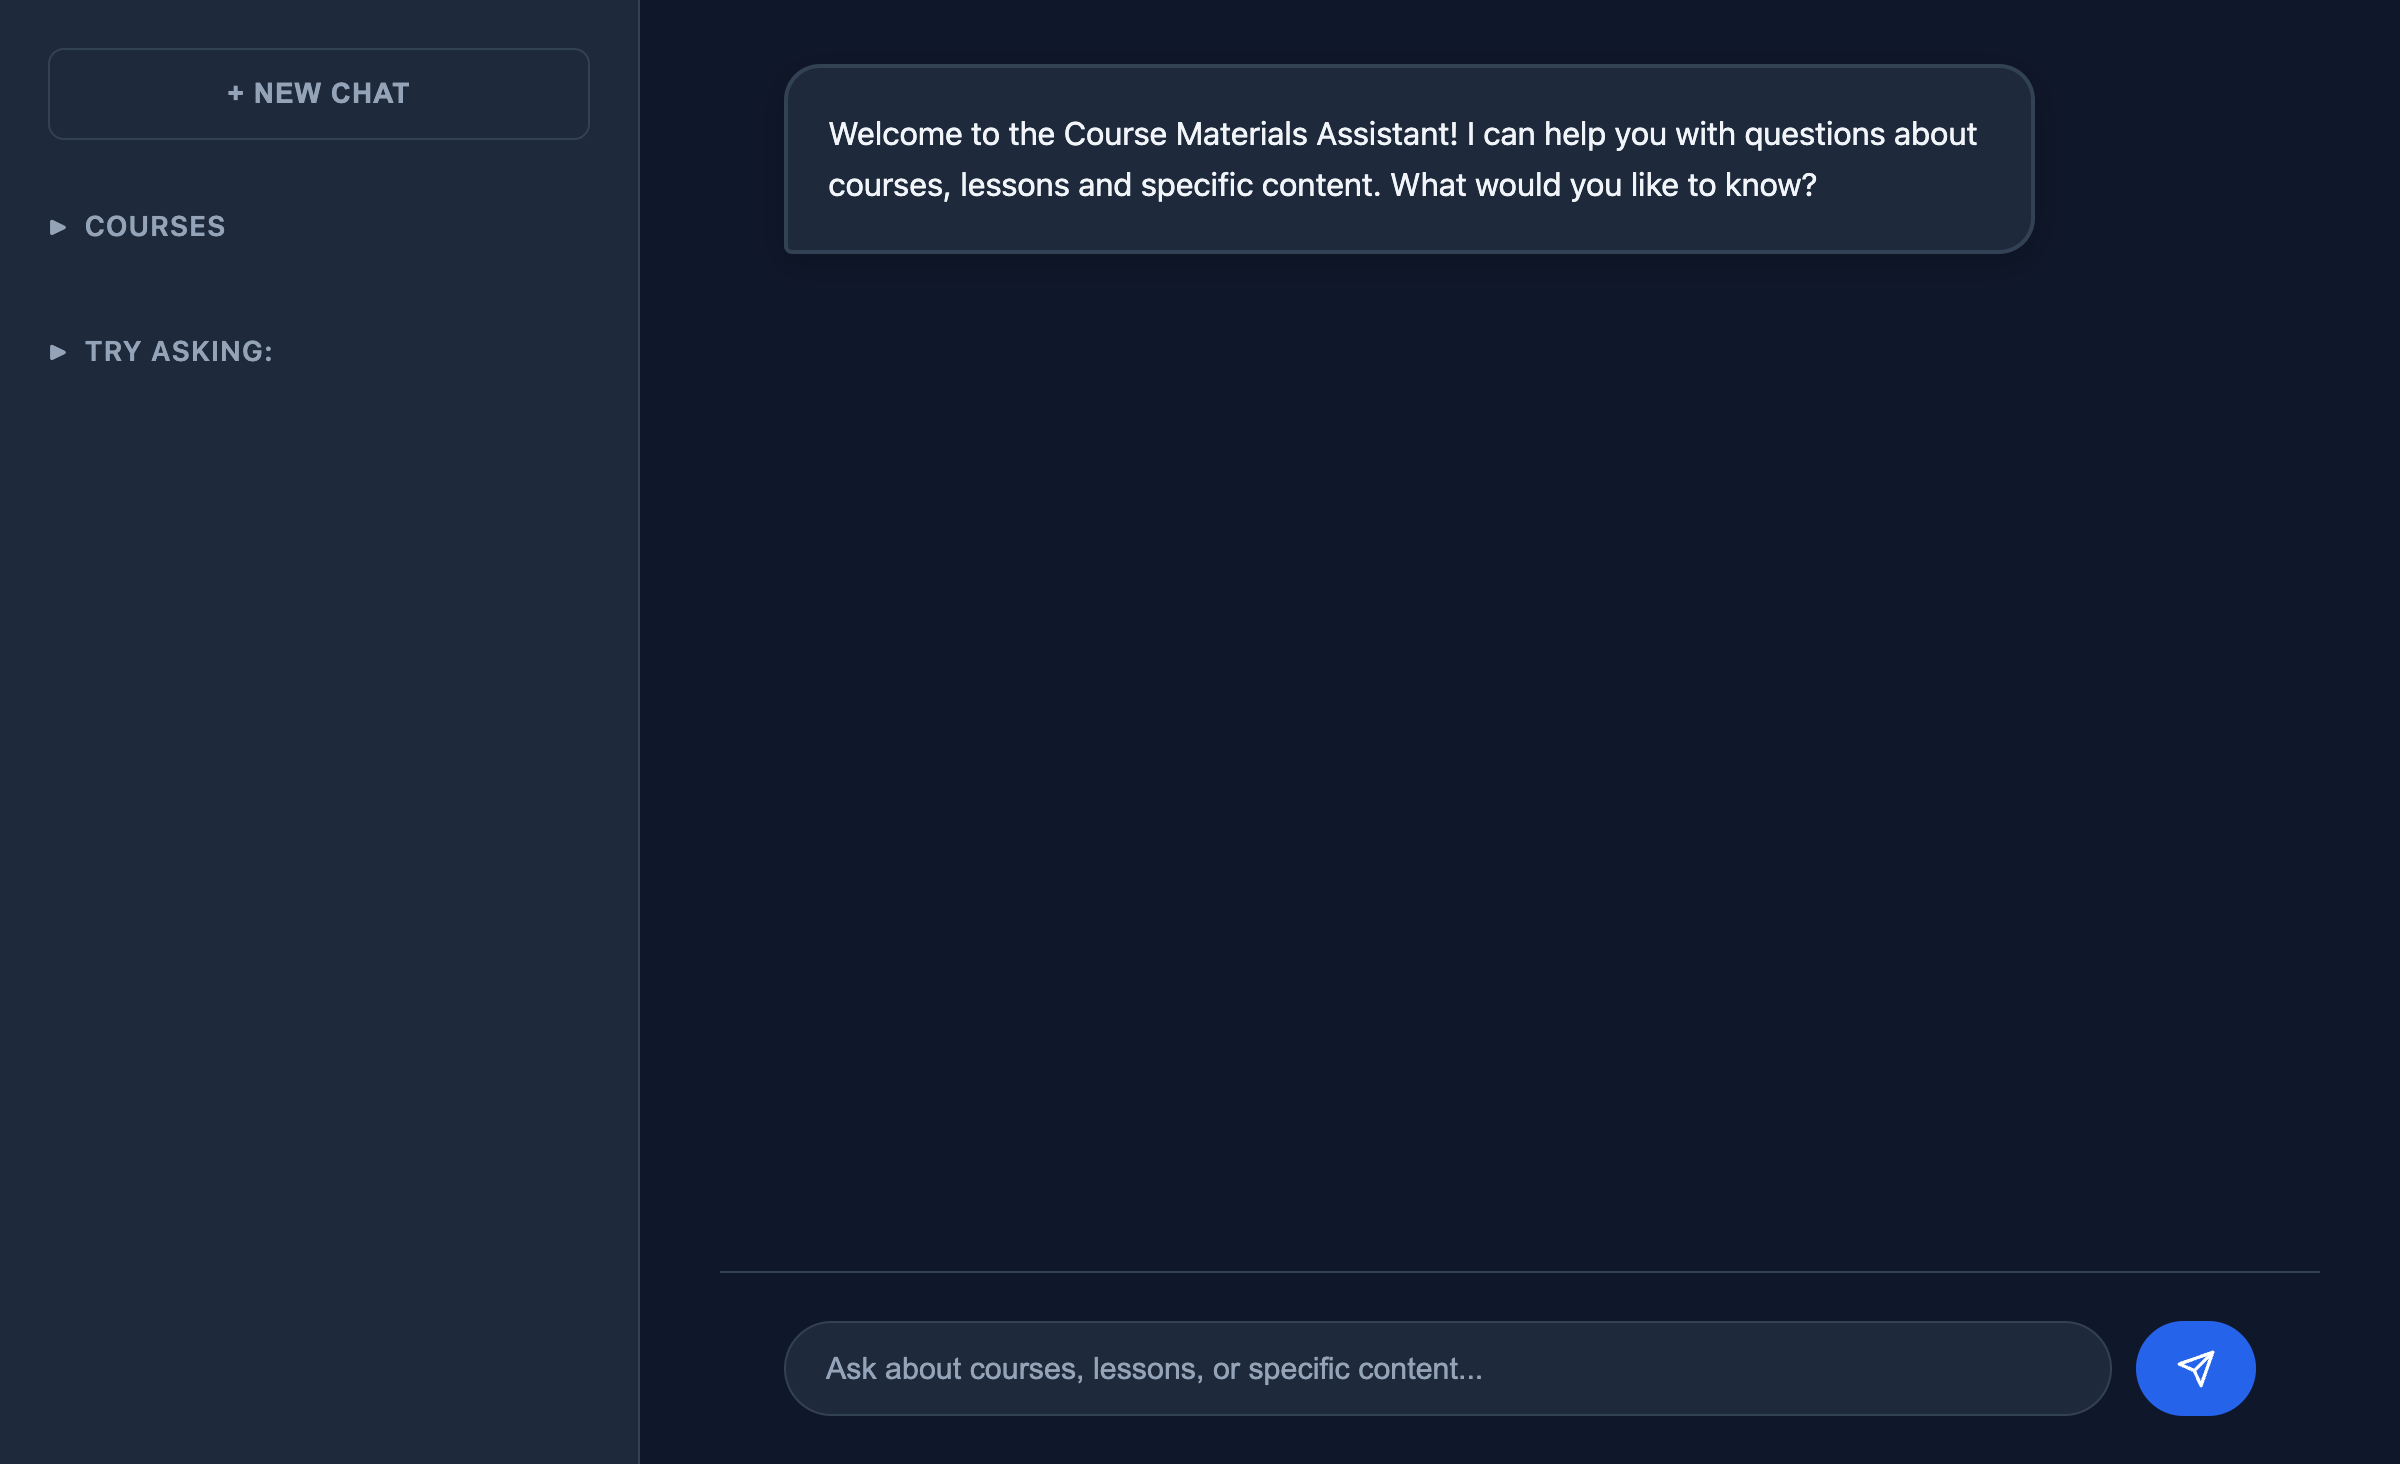 + NEW CHAT
▶ COURSES
▶ TRY ASKING:
Welcome to the Course Materials Assistant! I can help you with questions about
courses, lessons and specific content. What would you like to know?
Ask about courses, lessons, or specific content...